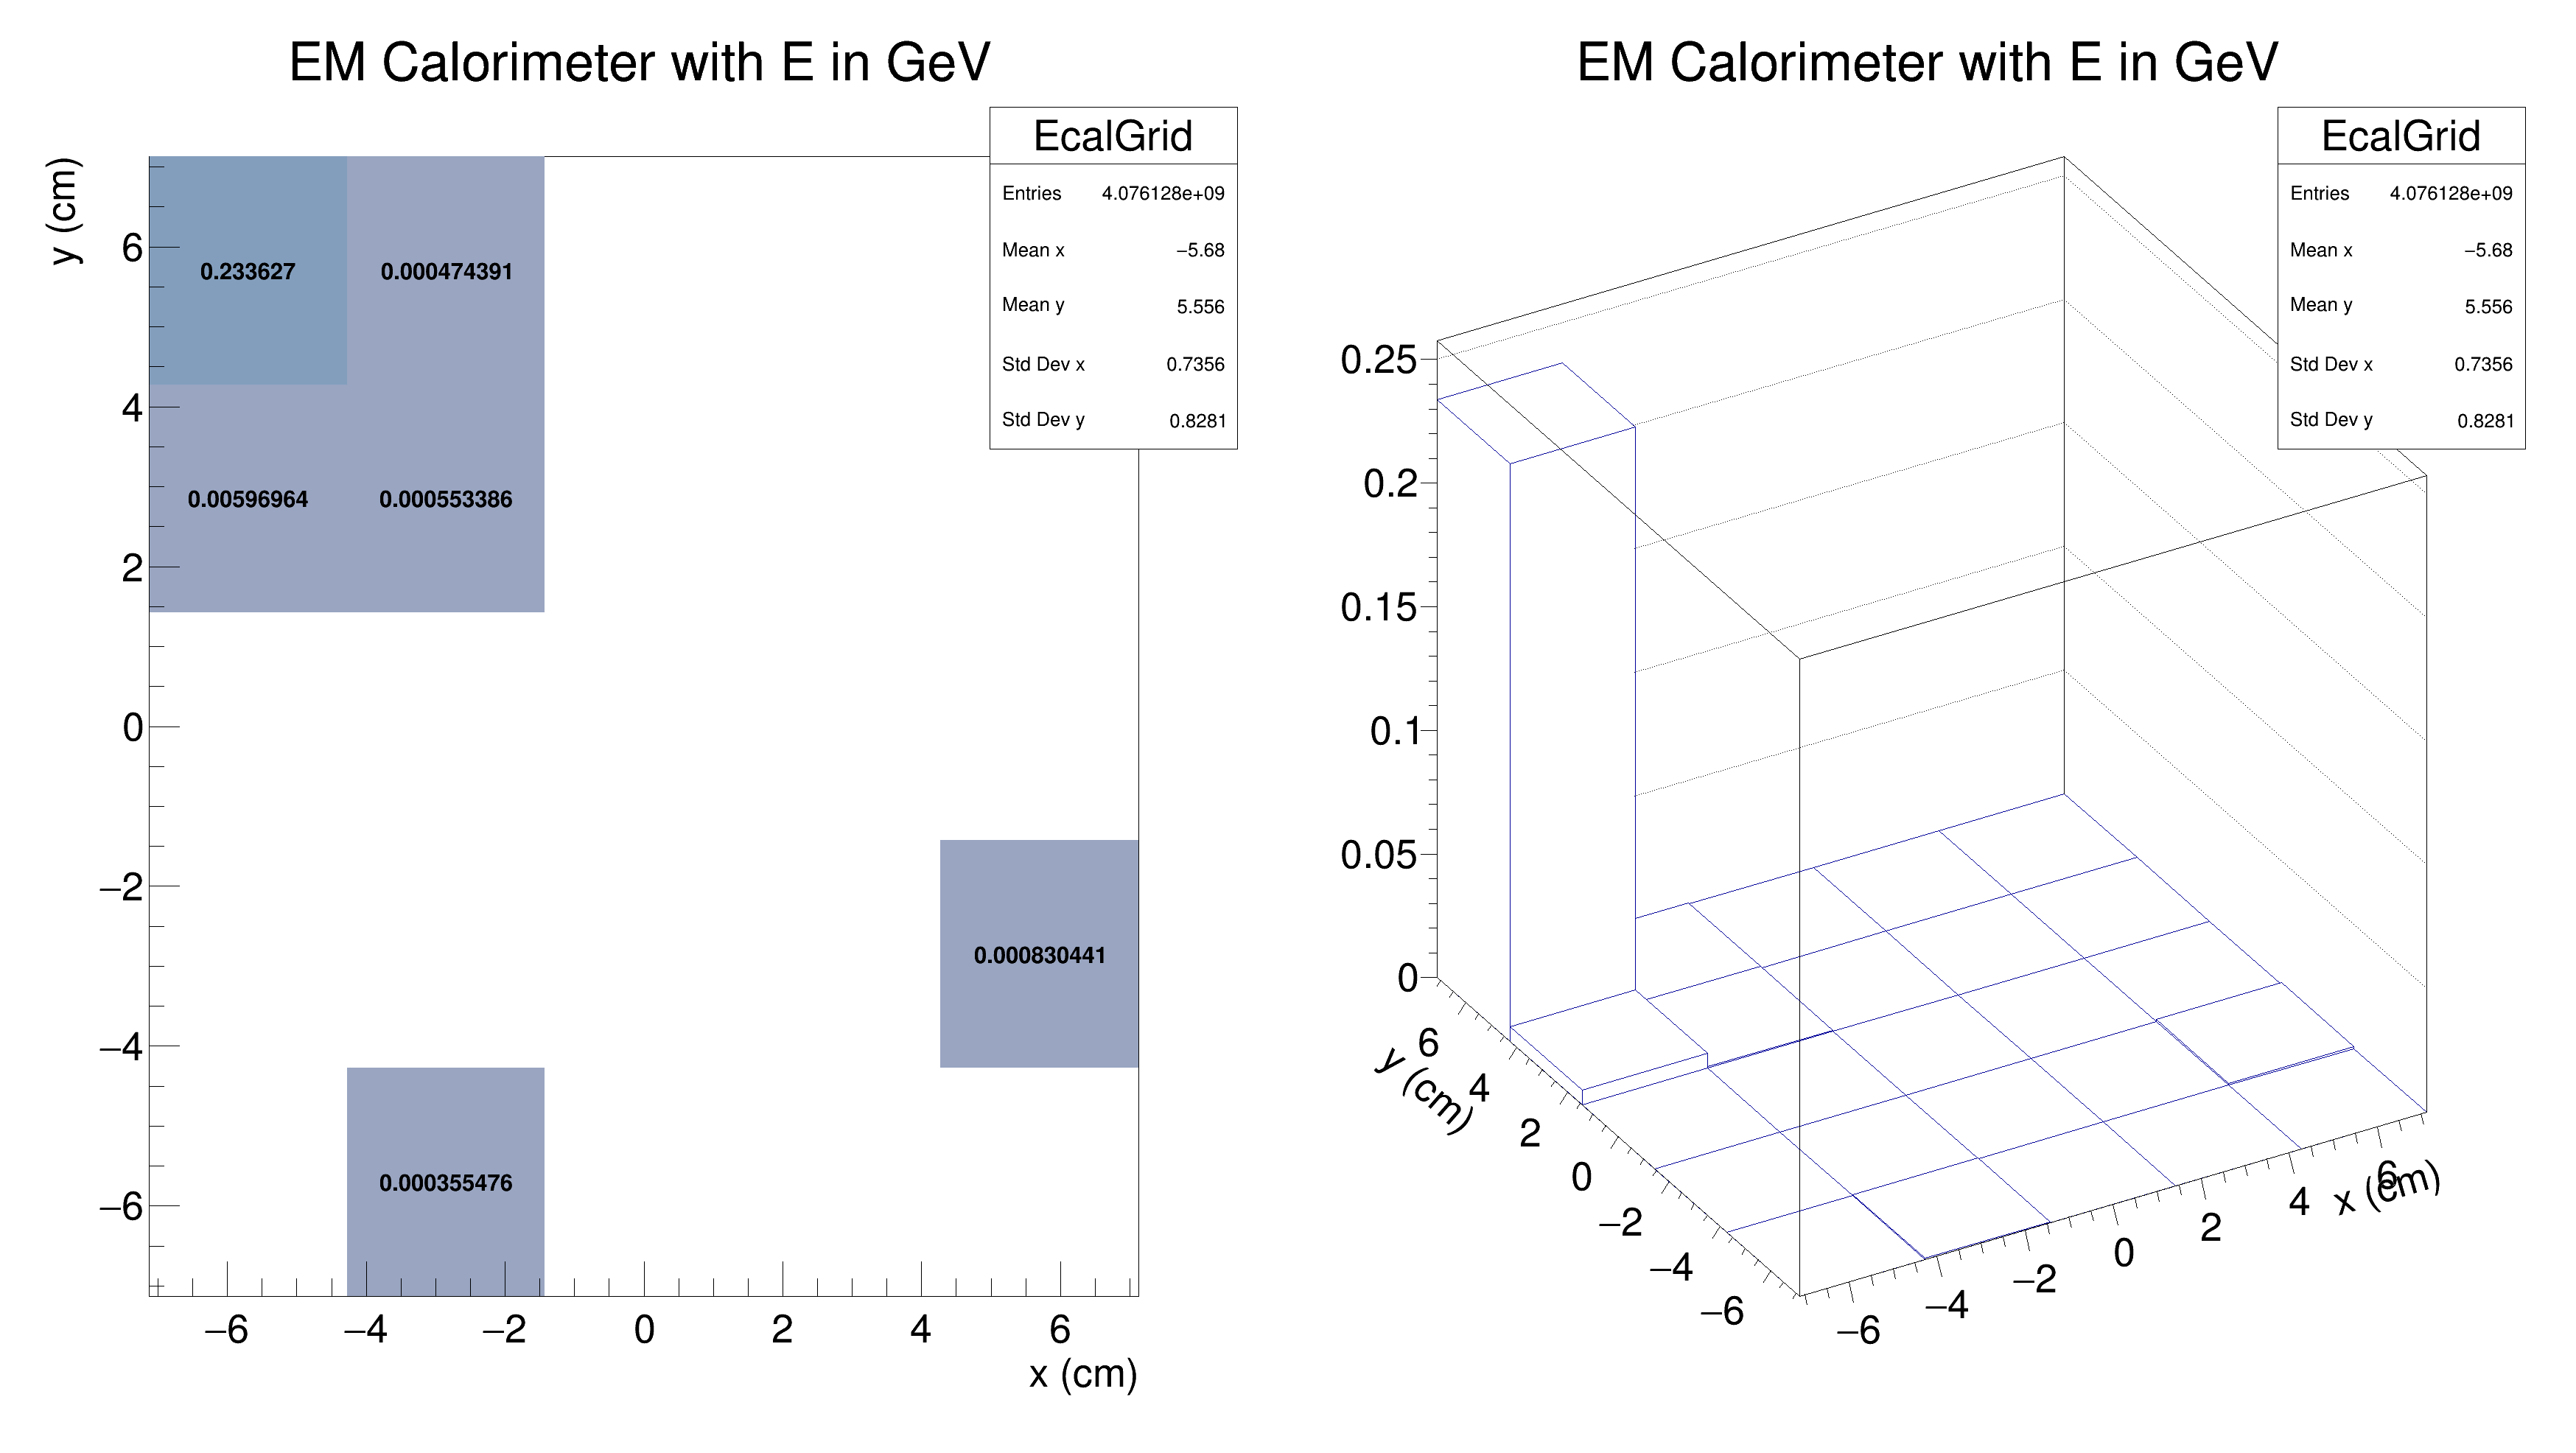 EM Calorimeter with E in GeV
EcalGrid
Entries 4.076128e+09
Mean x −5.68
Mean y 5.556
Std Dev x 0.7356
Std Dev y 0.8281
y (cm)
6
4
2
0
−2
−4
−6
0.233627 0.000474391
0.00596964 0.000553386
0.000830441
0.000355476
−6 −4 −2 0 2 4 6
x (cm)
EM Calorimeter with E in GeV
EcalGrid
Entries 4.076128e+09
Mean x −5.68
Mean y 5.556
Std Dev x 0.7356
Std Dev y 0.8281
0.25
0.2
0.15
0.1
0.05
0
y (cm)
6
4
2
0
−2
−4
−6
−6 −4 −2 0 2 4 6
x (cm)